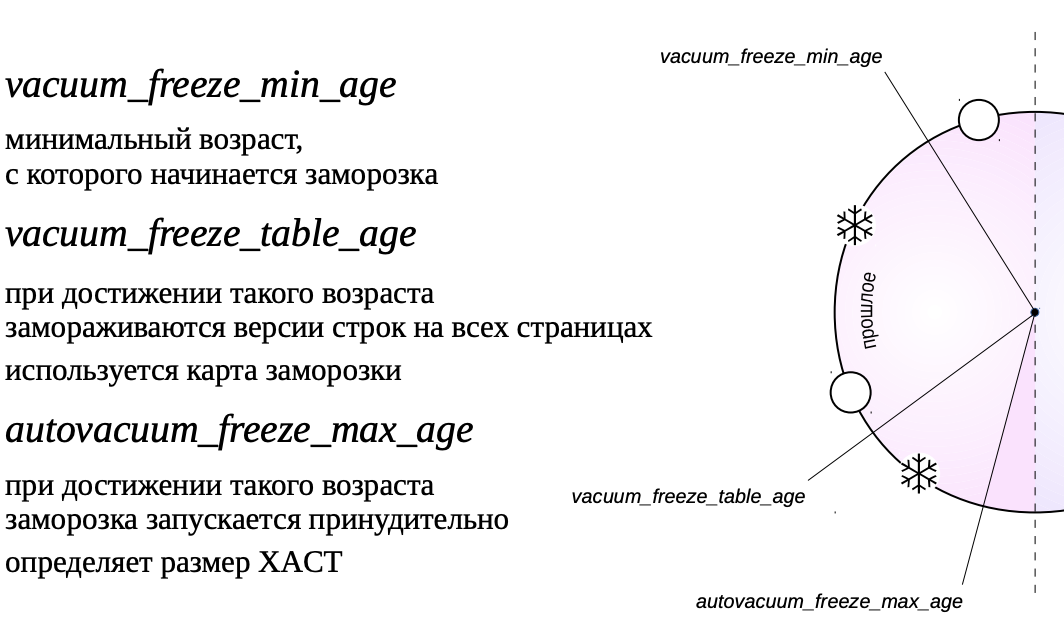 vacuum_freeze_min_age
минимальный возраст,
с которого начинается заморозка
vacuum_freeze_table_age
при достижении такого возраста
замораживаются версии строк на всех страницах
используется карта заморозки
autovacuum_freeze_max_age
при достижении такого возраста
заморозка запускается принудительно
определяет размер XACT
vacuum_freeze_min_age
прошлое
vacuum_freeze_table_age
autovacuum_freeze_max_age